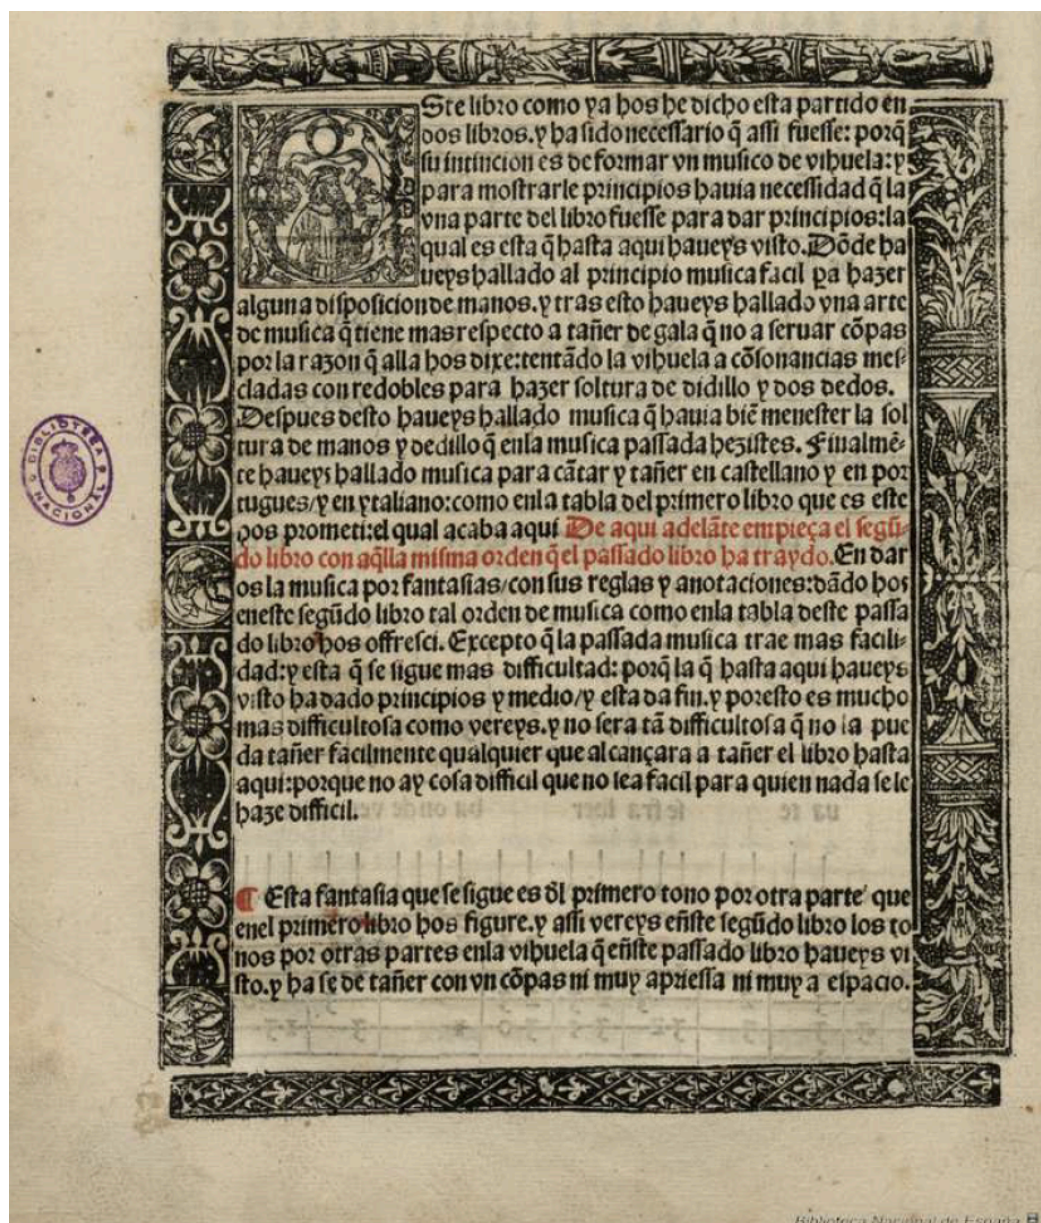 ESte libro como ya hos he dicho esta partido en
dos libros. y ha sido necessario q̃ assi fuesse: porq̃
su intincion es de formar vn musico de vihuela: y
para mostrarle principios hauia necessidad q̃ la
vna parte del libro fuesse para dar principios: la
qual es esta q̃ hasta aqui haueys visto. Dõde ha
ueys hallado al principio musica facil ꝑa hazer
alguna disposicion de manos. y tras esto haueys hallado vna arte
de musica q̃ tiene mas respecto a tañer de gala q̃ no a seruar cõpas
por la razon q̃ alla hos dixe: tentãdo la vihuela a cõsonancias mes-
cladas con redobles para hazer soltura de didillo y dos dedos.
Despues desto haueys hallado musica q̃ hauia biẽ menester la sol
tura de manos y dedillo q̃ enla musica passada hezistes. Finalmẽ-
te haueys hallado musica para cãtar y tañer en castellano y en por
tugues/ y en ytaliano: como enla tabla del primero libro que es este
hos prometi: el qual acaba aqui De aqui adelãte empieça el segũ-
do libro con aq̃lla misma orden q̃ el passado libro ha traydo. En dar
os la musica por fantasias/ con sus reglas y anotaciones: dãdo hos
eneste segũdo libro tal orden de musica como enla tabla deste passa
do libro hos offresci. Excepto q̃ la passada musica trae mas facili-
dad: y esta q̃ se sigue mas difficultad: porq̃ la q̃ hasta aqui haueys
visto ha dado principios y medio/ y esta da fin. y por esto es mucho
mas difficultosa como vereys. y no sera tã difficultosa q̃ no la pue
da tañer facilmente qualquier que alcançara a tañer el libro hasta
aqui: porque no ay cosa difficil que no sea facil para quien nada se le
haze difficil.
¶ Esta fantasia que se sigue es đl primero tono por otra parte que
enel primero libro hos figure. y assi vereys eñste segũdo libro los to
nos por otras partes enla vihuela q̃ eñste passado libro haueys vi
sto. y ha se de tañer con vn cõpas ni muy apriessa ni muy a espacio.
BIBLIOTECA NACIONAL
Biblioteca Nacional de España